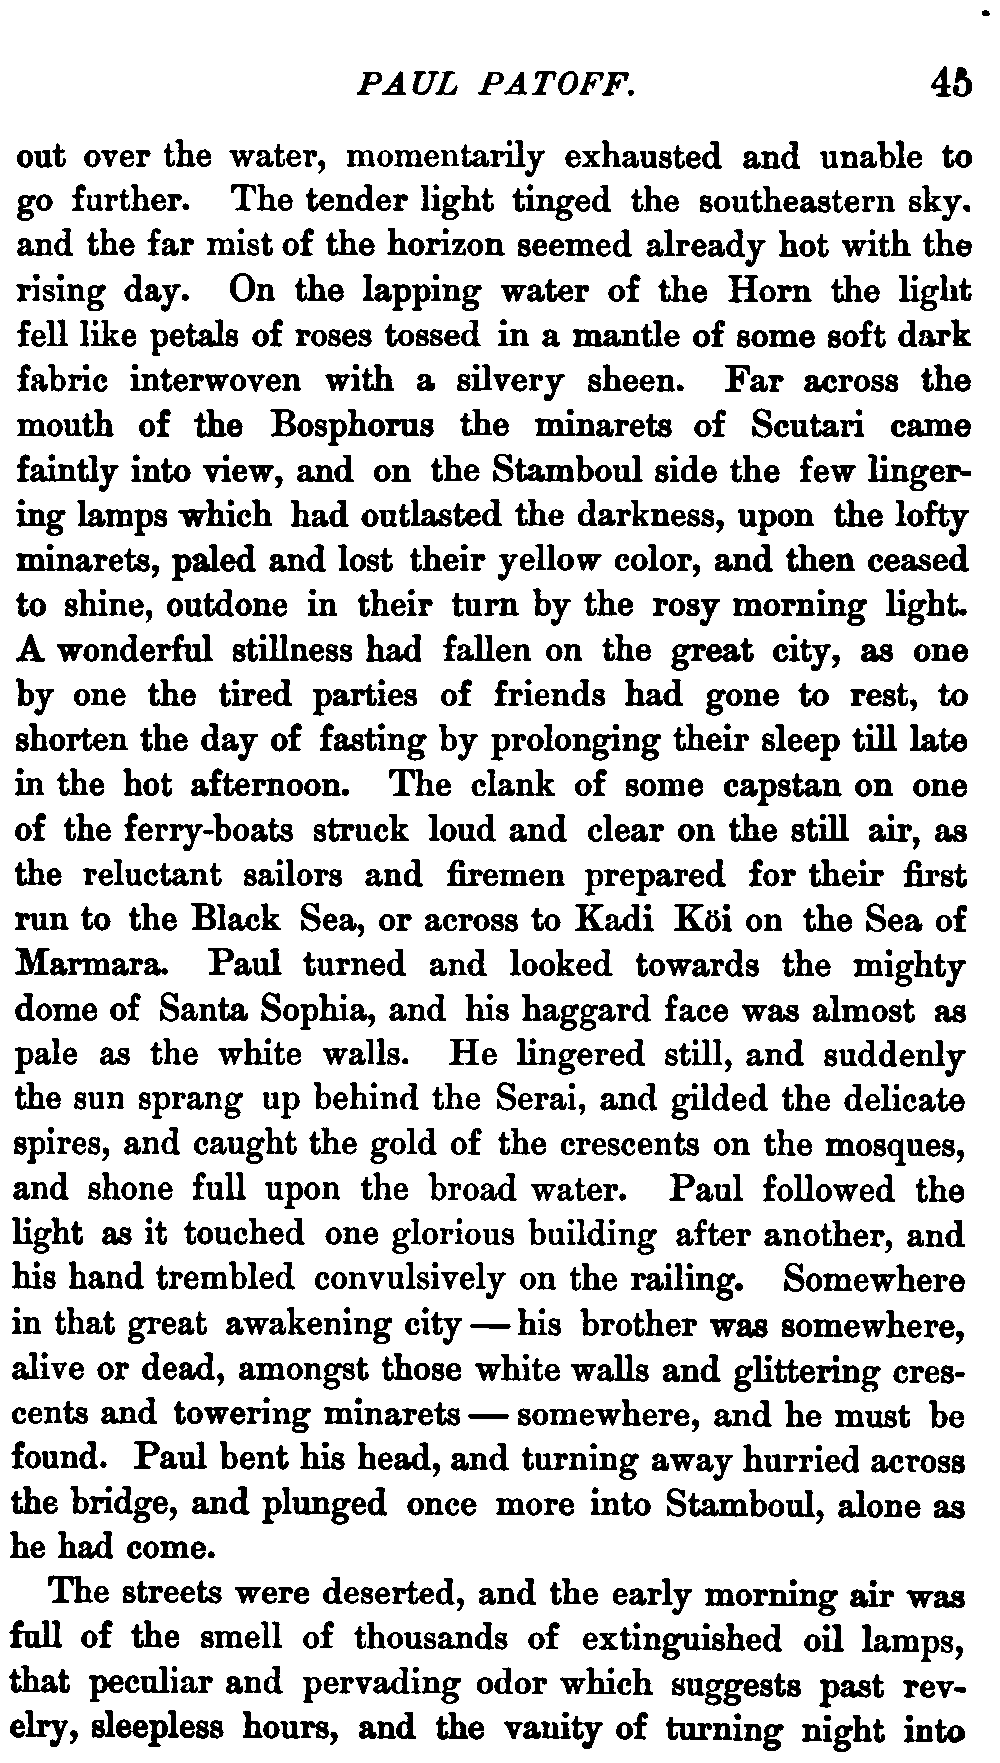 PAUL PATOFF. 45
out over the water, momentarily exhausted and unable to
go further. The tender light tinged the southeastern sky.
and the far mist of the horizon seemed already hot with the
rising day. On the lapping water of the Horn the light
fell like petals of roses tossed in a mantle of some soft dark
fabric interwoven with a silvery sheen. Far across the
mouth of the Bosphorus the minarets of Scutari came
faintly into view, and on the Stamboul side the few linger-
ing lamps which had outlasted the darkness, upon the lofty
minarets, paled and lost their yellow color, and then ceased
to shine, outdone in their turn by the rosy morning light.
A wonderful stillness had fallen on the great city, as one
by one the tired parties of friends had gone to rest, to
shorten the day of fasting by prolonging their sleep till late
in the hot afternoon. The clank of some capstan on one
of the ferry-boats struck loud and clear on the still air, as
the reluctant sailors and firemen prepared for their first
run to the Black Sea, or across to Kadi Köi on the Sea of
Marmara. Paul turned and looked towards the mighty
dome of Santa Sophia, and his haggard face was almost as
pale as the white walls. He lingered still, and suddenly
the sun sprang up behind the Serai, and gilded the delicate
spires, and caught the gold of the crescents on the mosques,
and shone full upon the broad water. Paul followed the
light as it touched one glorious building after another, and
his hand trembled convulsively on the railing. Somewhere
in that great awakening city — his brother was somewhere,
alive or dead, amongst those white walls and glittering cres-
cents and towering minarets — somewhere, and he must be
found. Paul bent his head, and turning away hurried across
the bridge, and plunged once more into Stamboul, alone as
he had come.
The streets were deserted, and the early morning air was
full of the smell of thousands of extinguished oil lamps,
that peculiar and pervading odor which suggests past rev-
elry, sleepless hours, and the vanity of turning night into